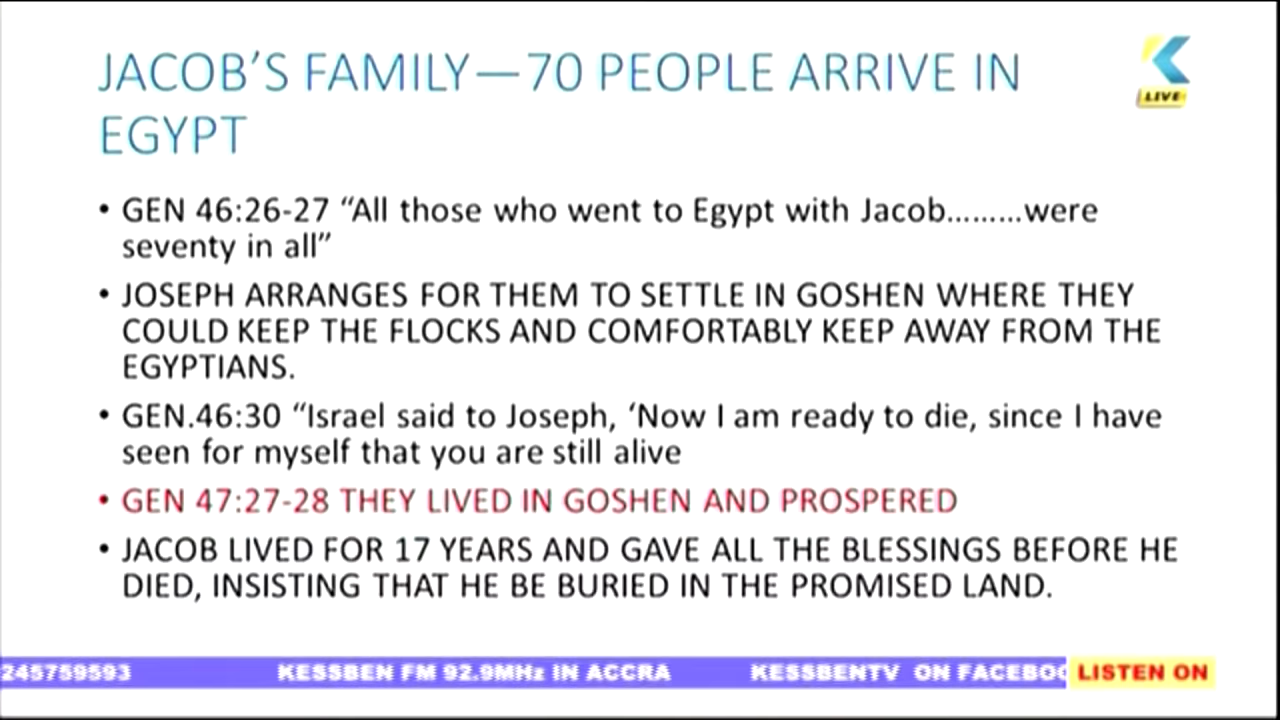 JACOB’S FAMILY—70 PEOPLE ARRIVE IN
EGYPT
LIVE
• GEN 46:26-27 “All those who went to Egypt with Jacob………were
seventy in all”
• JOSEPH ARRANGES FOR THEM TO SETTLE IN GOSHEN WHERE THEY
COULD KEEP THE FLOCKS AND COMFORTABLY KEEP AWAY FROM THE
EGYPTIANS.
• GEN.46:30 “Israel said to Joseph, ‘Now I am ready to die, since I have
seen for myself that you are still alive
• GEN 47:27-28 THEY LIVED IN GOSHEN AND PROSPERED
• JACOB LIVED FOR 17 YEARS AND GAVE ALL THE BLESSINGS BEFORE HE
DIED, INSISTING THAT HE BE BURIED IN THE PROMISED LAND.
245759593 KESSBEN FM 92.9MHz IN ACCRA KESSBENTV ON FACEBOO LISTEN ON